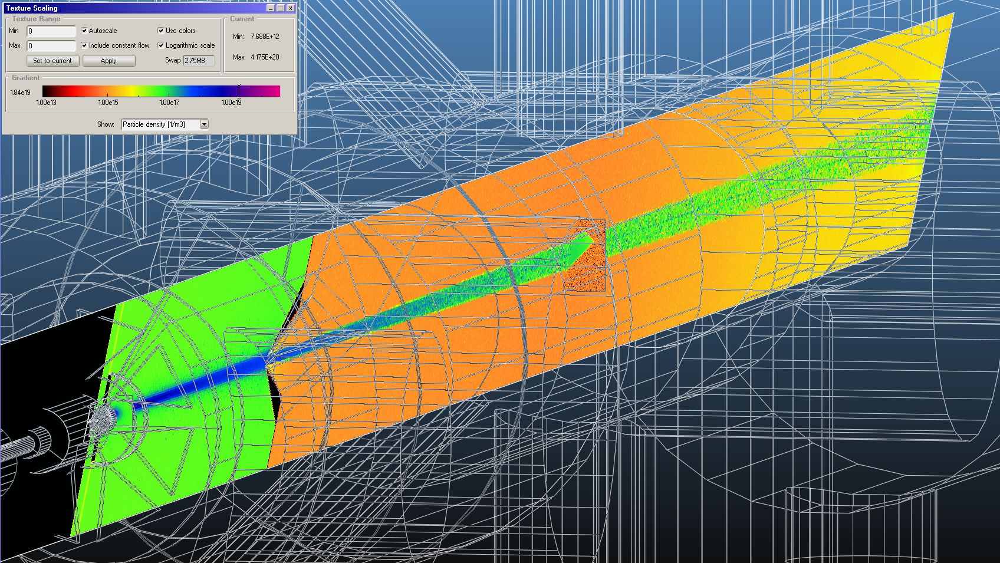 Texture Scaling
Texture Range
Min 0 Autoscale Use colors
Max 0 Include constant flow Logarithmic scale
Set to current Apply Swap 2.75MB
Current
Min: 7.688E+12
Max: 4.175E+20
Gradient
1.84e19
1.00e13 1.00e15 1.00e17 1.00e19
Show: Particle density [1/m3]